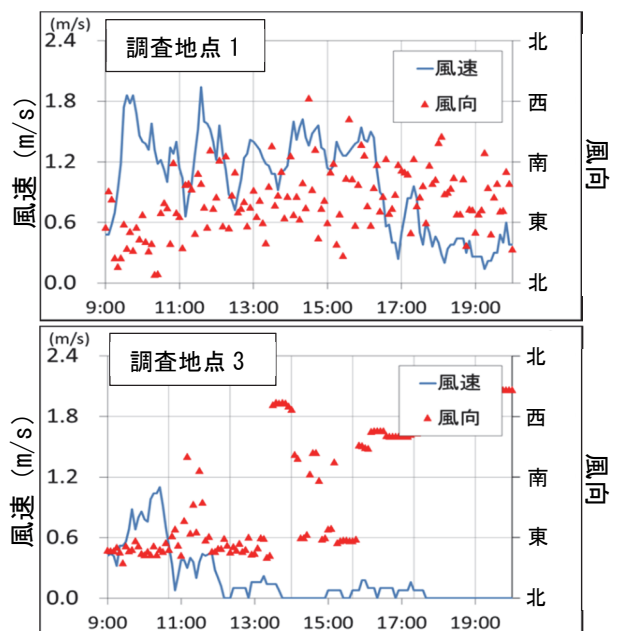 (m/s)
調査地点 1
2.4
1.8
1.2
0.6
0.0
風速 (m/s)
風速
風向
北
西
南
東
北
風向
9:00 11:00 13:00 15:00 17:00 19:00
(m/s)
調査地点 3
2.4
1.8
1.2
0.6
0.0
風速 (m/s)
風速
風向
北
西
南
東
北
風向
9:00 11:00 13:00 15:00 17:00 19:00